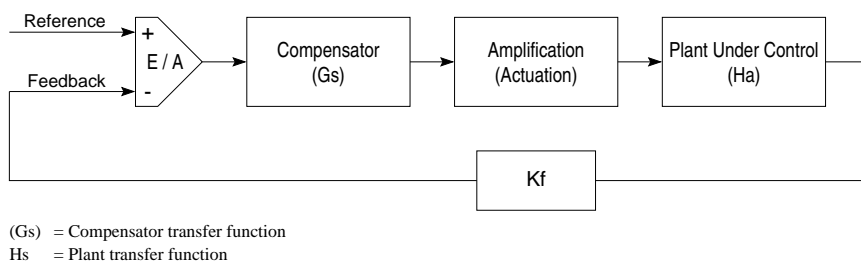 Reference
+
E / A
Feedback
-
Compensator
(Gs)
Amplification
(Actuation)
Plant Under Control
(Ha)
Kf
(Gs) = Compensator transfer function
Hs = Plant transfer function